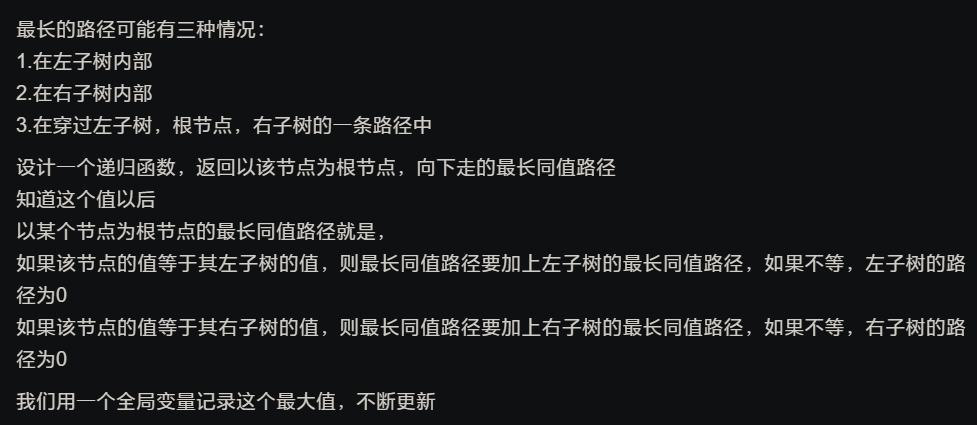 最长的路径可能有三种情况：
1.在左子树内部
2.在右子树内部
3.在穿过左子树，根节点，右子树的一条路径中
设计一个递归函数，返回以该节点为根节点，向下走的最长同值路径
知道这个值以后
以某个节点为根节点的最长同值路径就是，
如果该节点的值等于其左子树的值，则最长同值路径要加上左子树的最长同值路径，如果不等，左子树的路
径为0
如果该节点的值等于其右子树的值，则最长同值路径要加上右子树的最长同值路径，如果不等，右子树的路
径为0
我们用一个全局变量记录这个最大值，不断更新